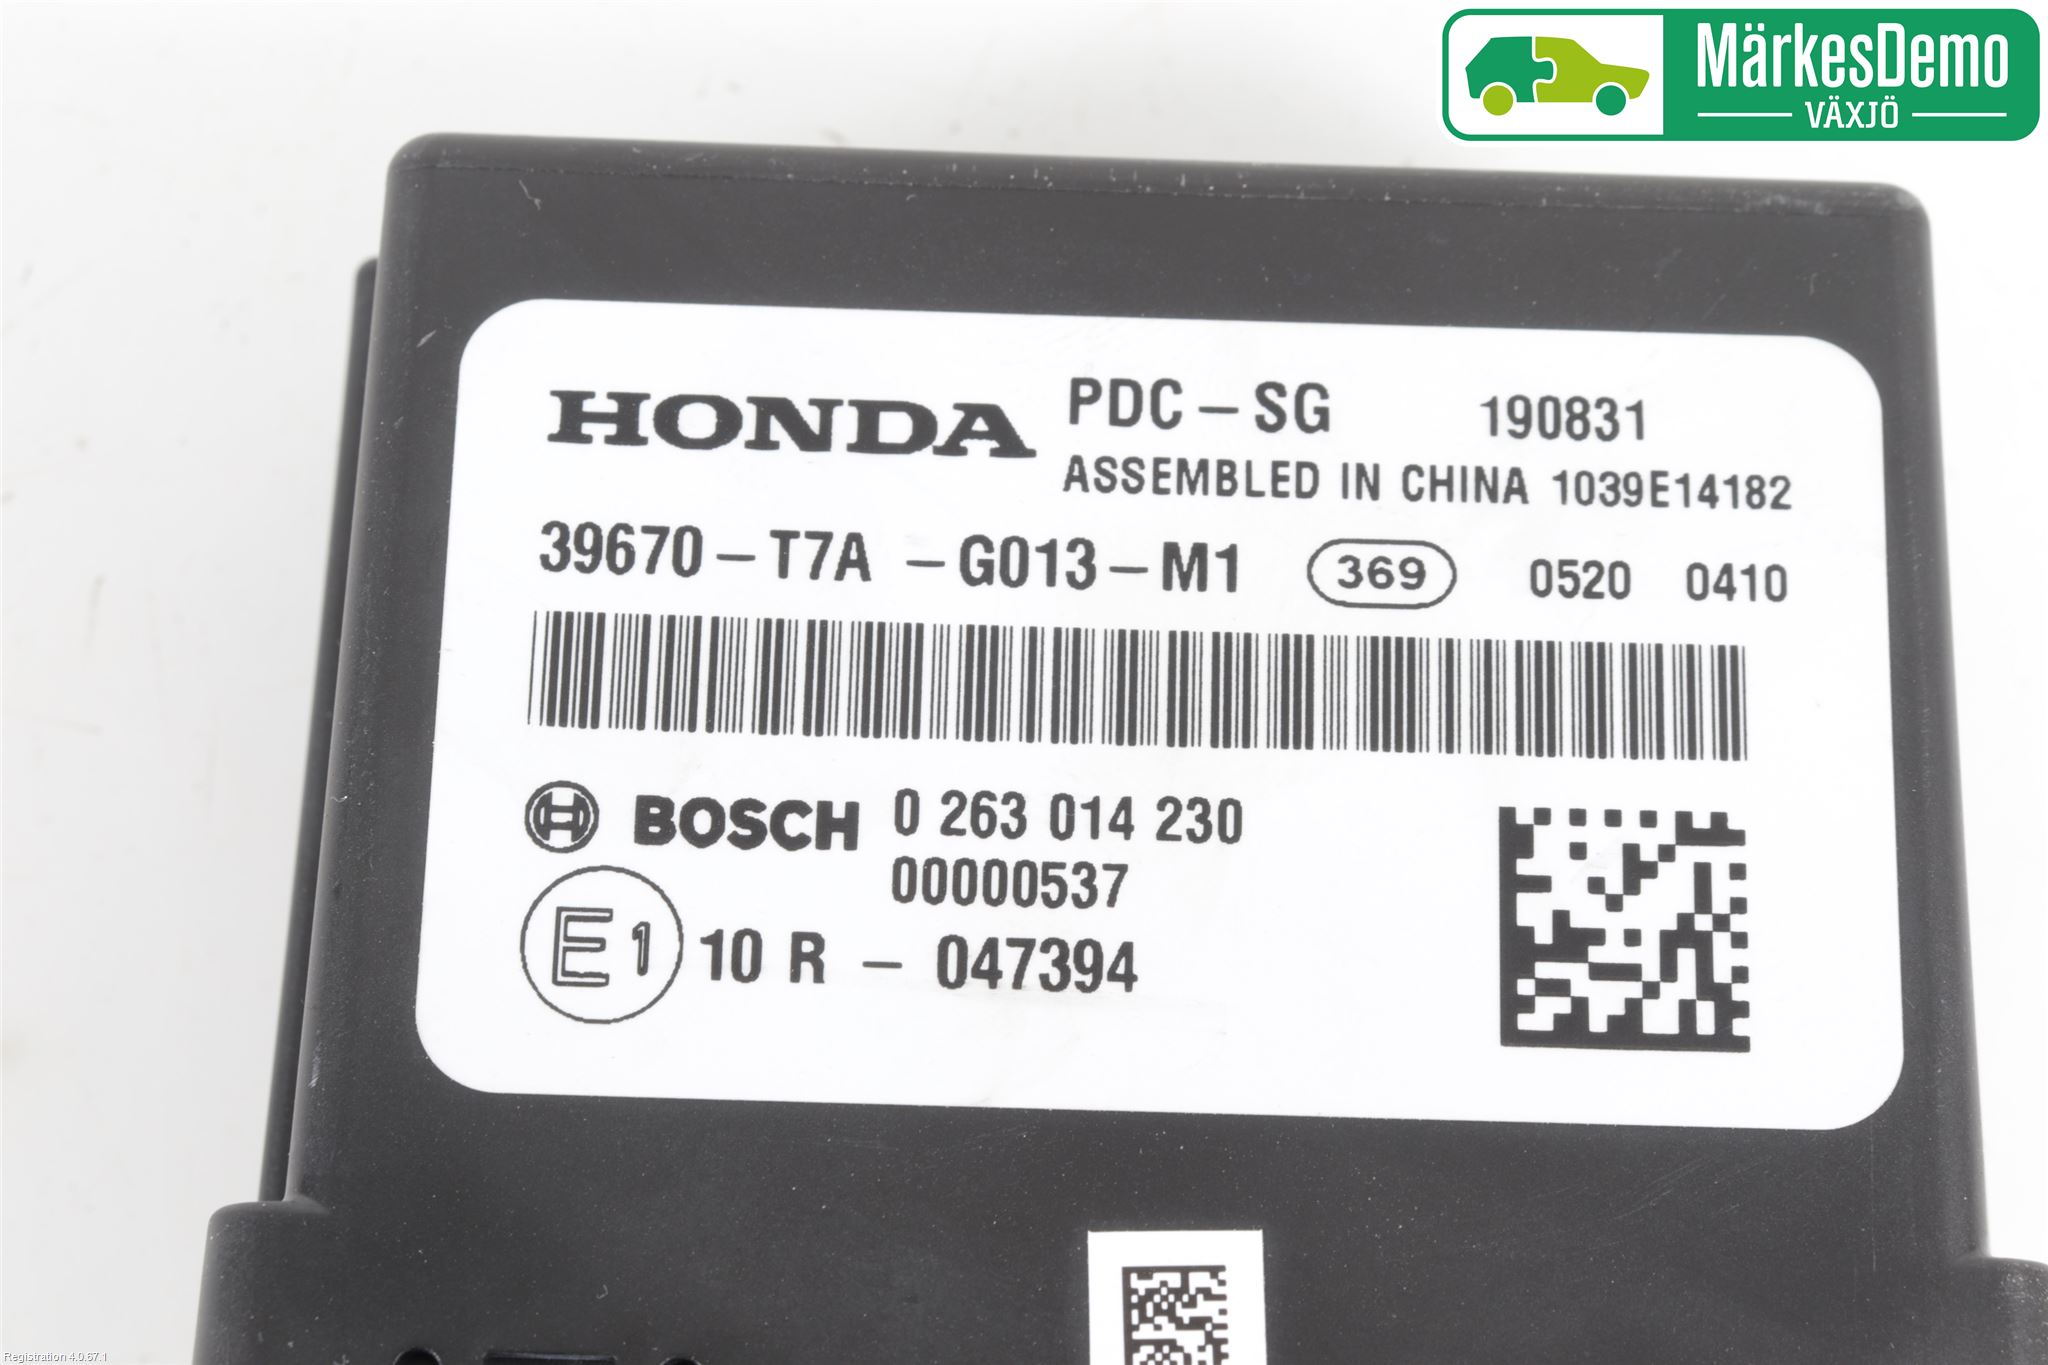 MärkesDemo
VÄXJÖ
HONDA PDC-SG 190831
ASSEMBLED IN CHINA 1039E14182
39670-T7A -G013-M1 369 0520 0410
BOSCH 0 263 014 230
00000537
E1 10 R - 047394
Registration 4.0.67.1